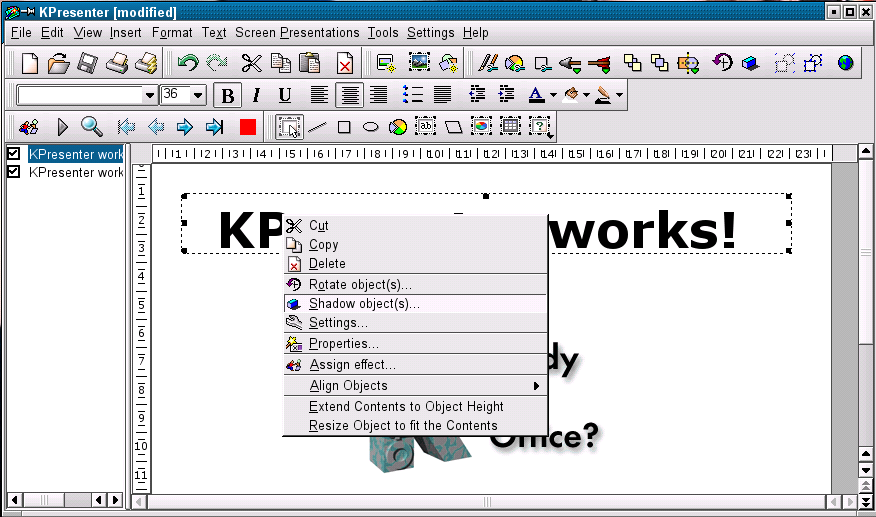 KPresenter [modified]
File Edit View Insert Format Text Screen Presentations Tools Settings Help
36 B I U
KPresenter work
KPresenter work
1 2 3 4 5 6 7 8 9 10 11 12 13 14 15 16 17 18 19 20 21 22 23
1
2
3
4
5
6
7
8
9
10
11
KP works!
Cut
Copy
Delete
Rotate object(s)...
Shadow object(s)...
Settings...
Properties...
Assign effect...
Align Objects
Extend Contents to Object Height
Resize Object to fit the Contents
dy
Office?